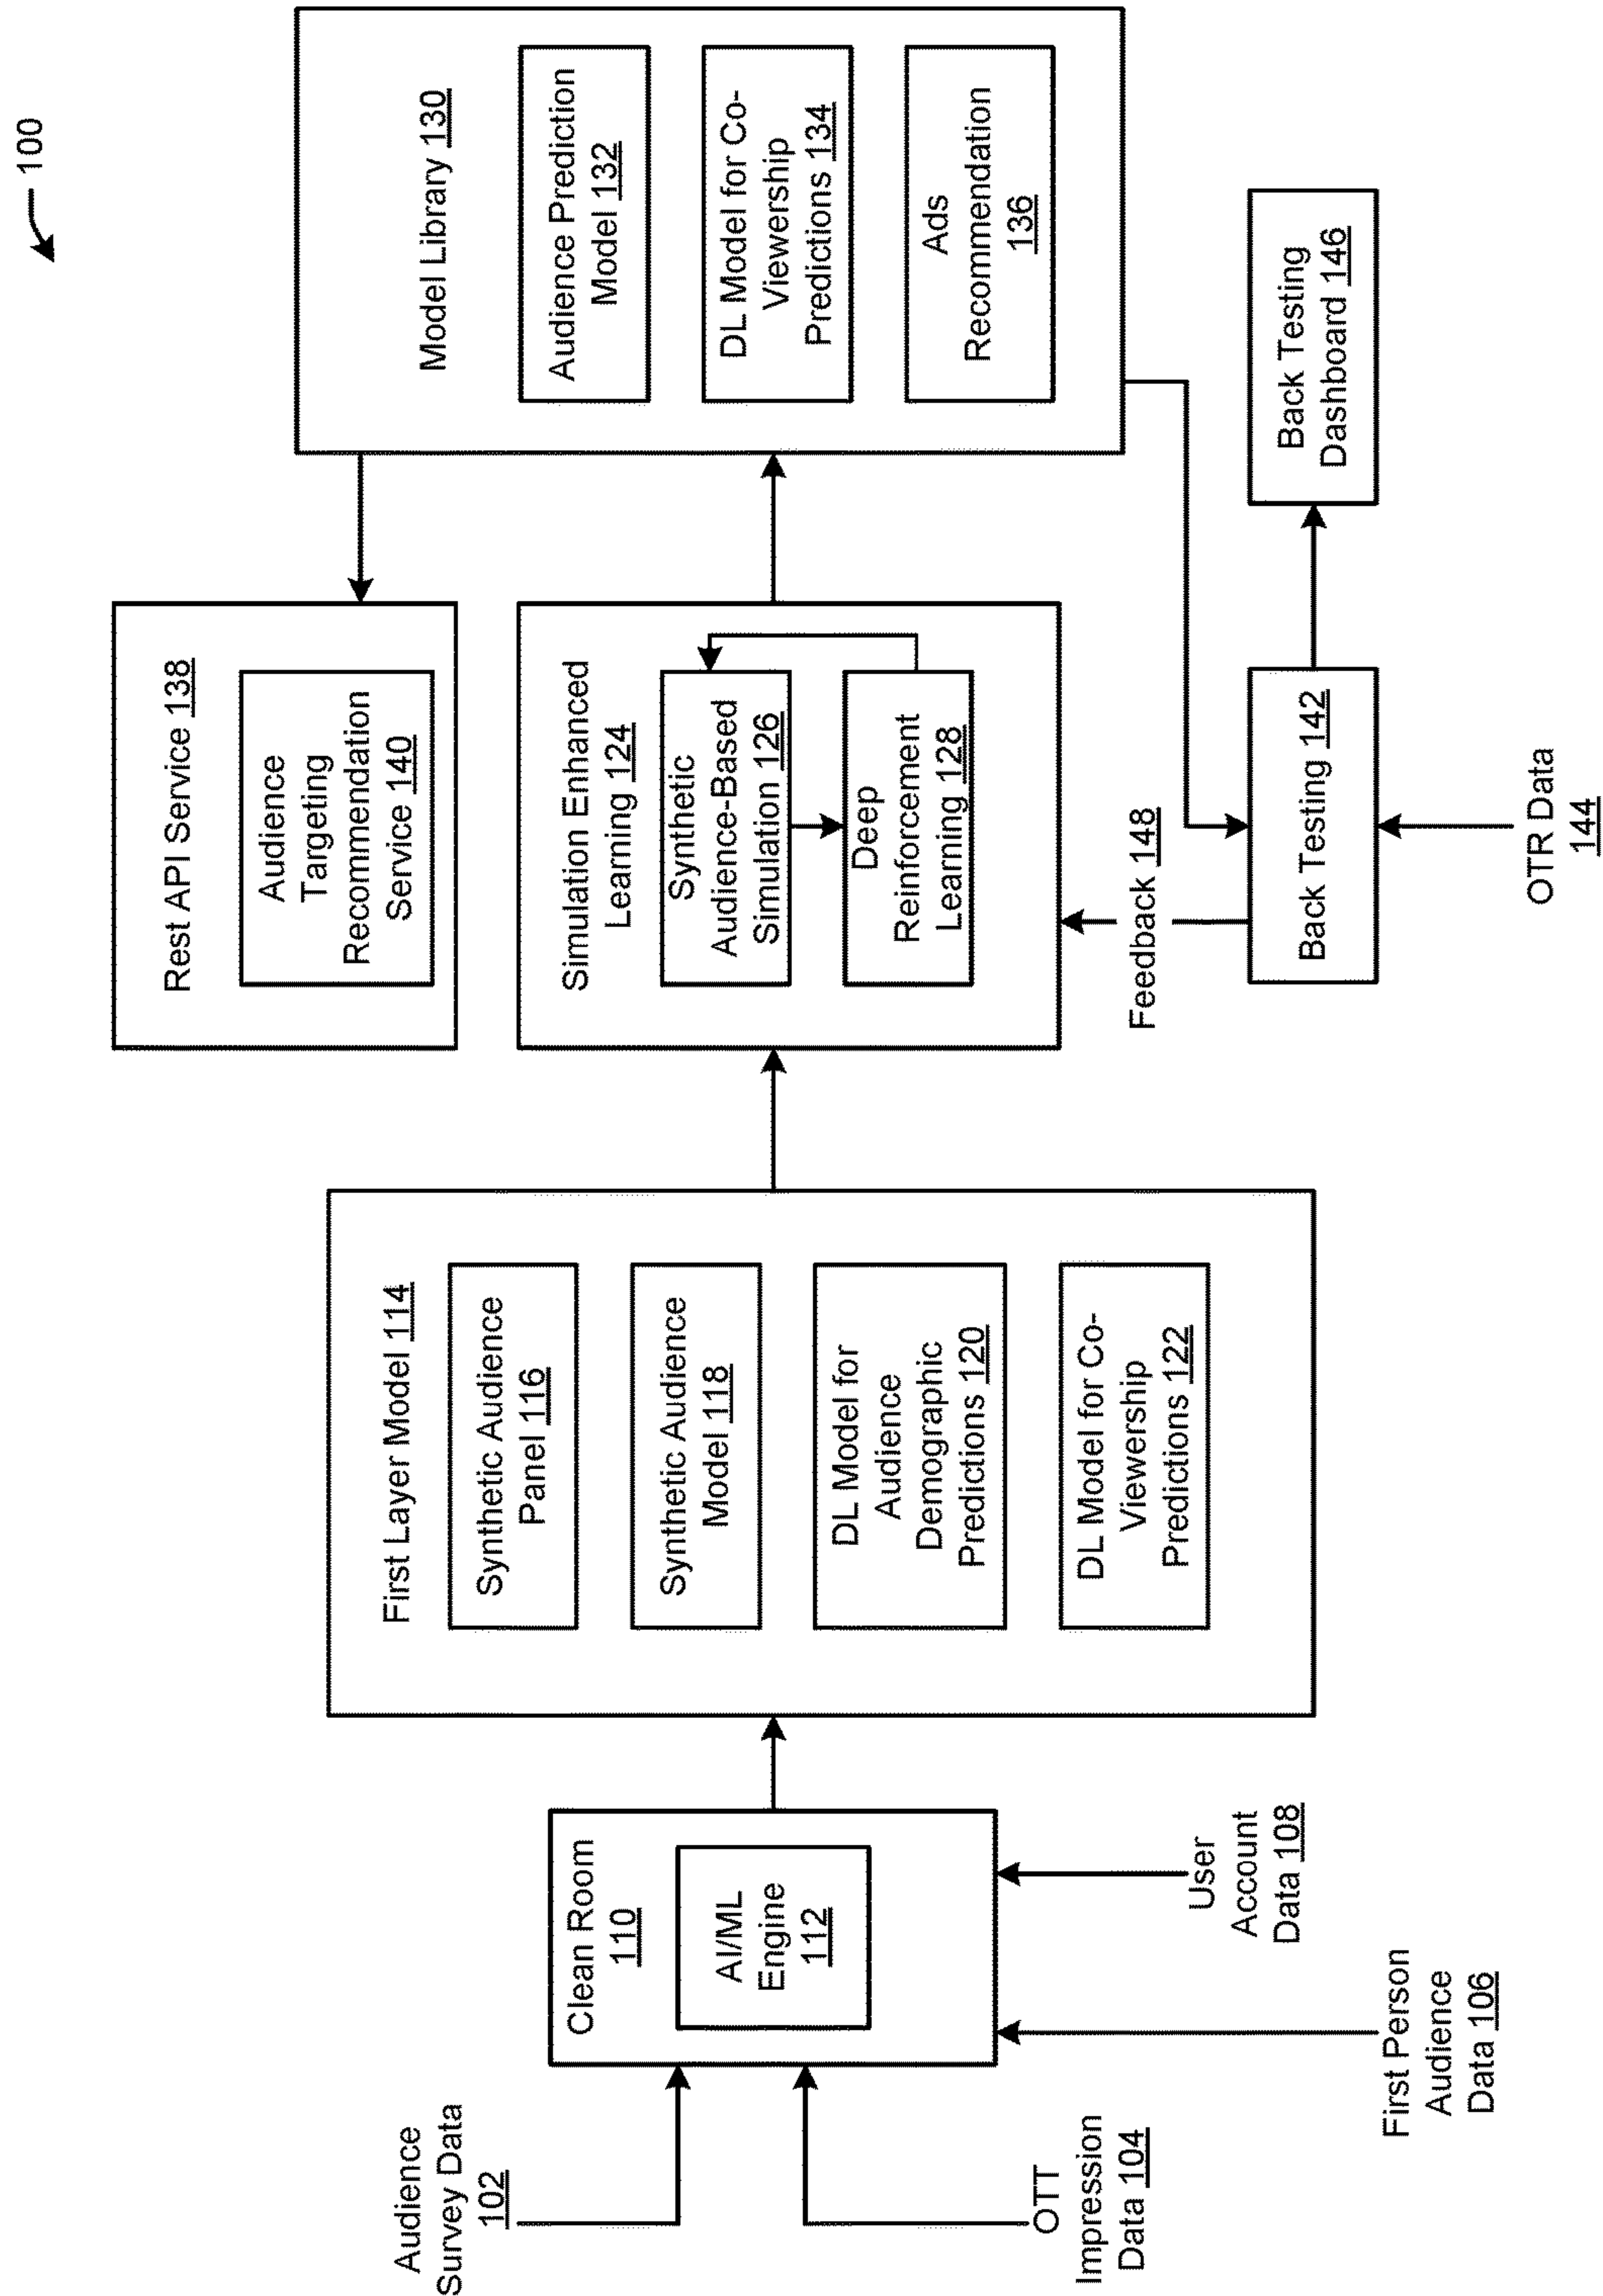 100
Audience
Survey Data
102
OTT
Impression
Data 104
First Person
Audience
Data 106
User
Account
Data 108
Clean Room
110
AI/ML
Engine
112
First Layer Model 114
Synthetic Audience
Panel 116
Synthetic Audience
Model 118
DL Model for
Audience
Demographic
Predictions 120
DL Model for Co-
Viewership
Predictions 122
Rest API Service 138
Audience
Targeting
Recommendation
Service 140
Simulation Enhanced
Learning 124
Synthetic
Audience-Based
Simulation 126
Deep
Reinforcement
Learning 128
Feedback 148
Back Testing 142
OTR Data
144
Model Library 130
Audience Prediction
Model 132
DL Model for Co-
Viewership
Predictions 134
Ads
Recommendation
136
Back Testing
Dashboard 146